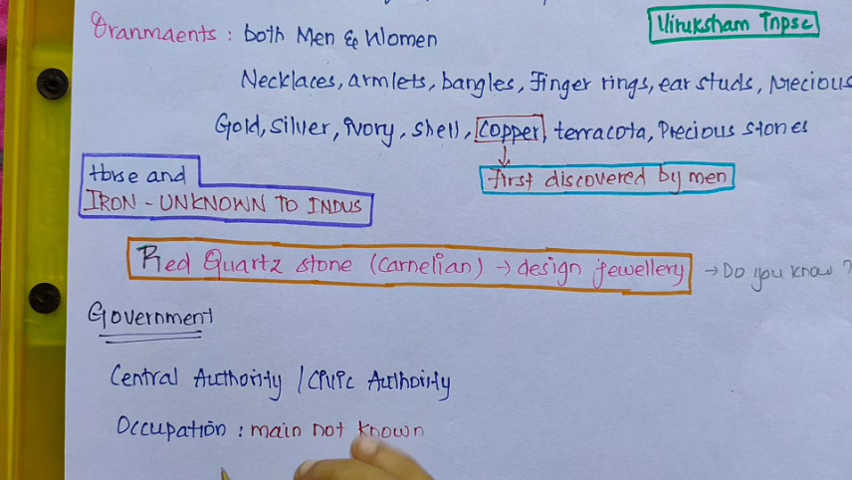 Oranmaents : both Men & Women
Viruksham Tnpsc
Necklaces, armlets, bangles, Finger rings, ear studs, Precious
Gold, Silver, ivory, shell, Copper, terracota, Precious stones
First discovered by men
Horse and
IRON - UNKNOWN TO INDUS
Red Quartz stone (Carnelian) → design jewellery → Do you know?
Government
Central Authority / Civic Authority
Occupation : main not known